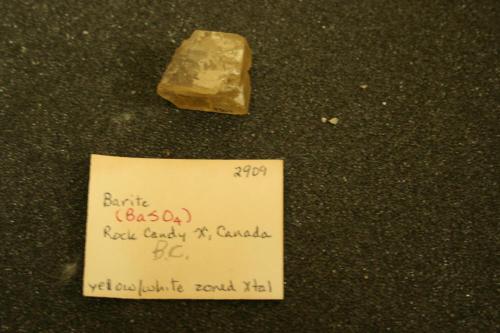 2909
Barite
(BaSO4)
Rock Candy X, Canada
B.C.
yellow/white zoned Xtal